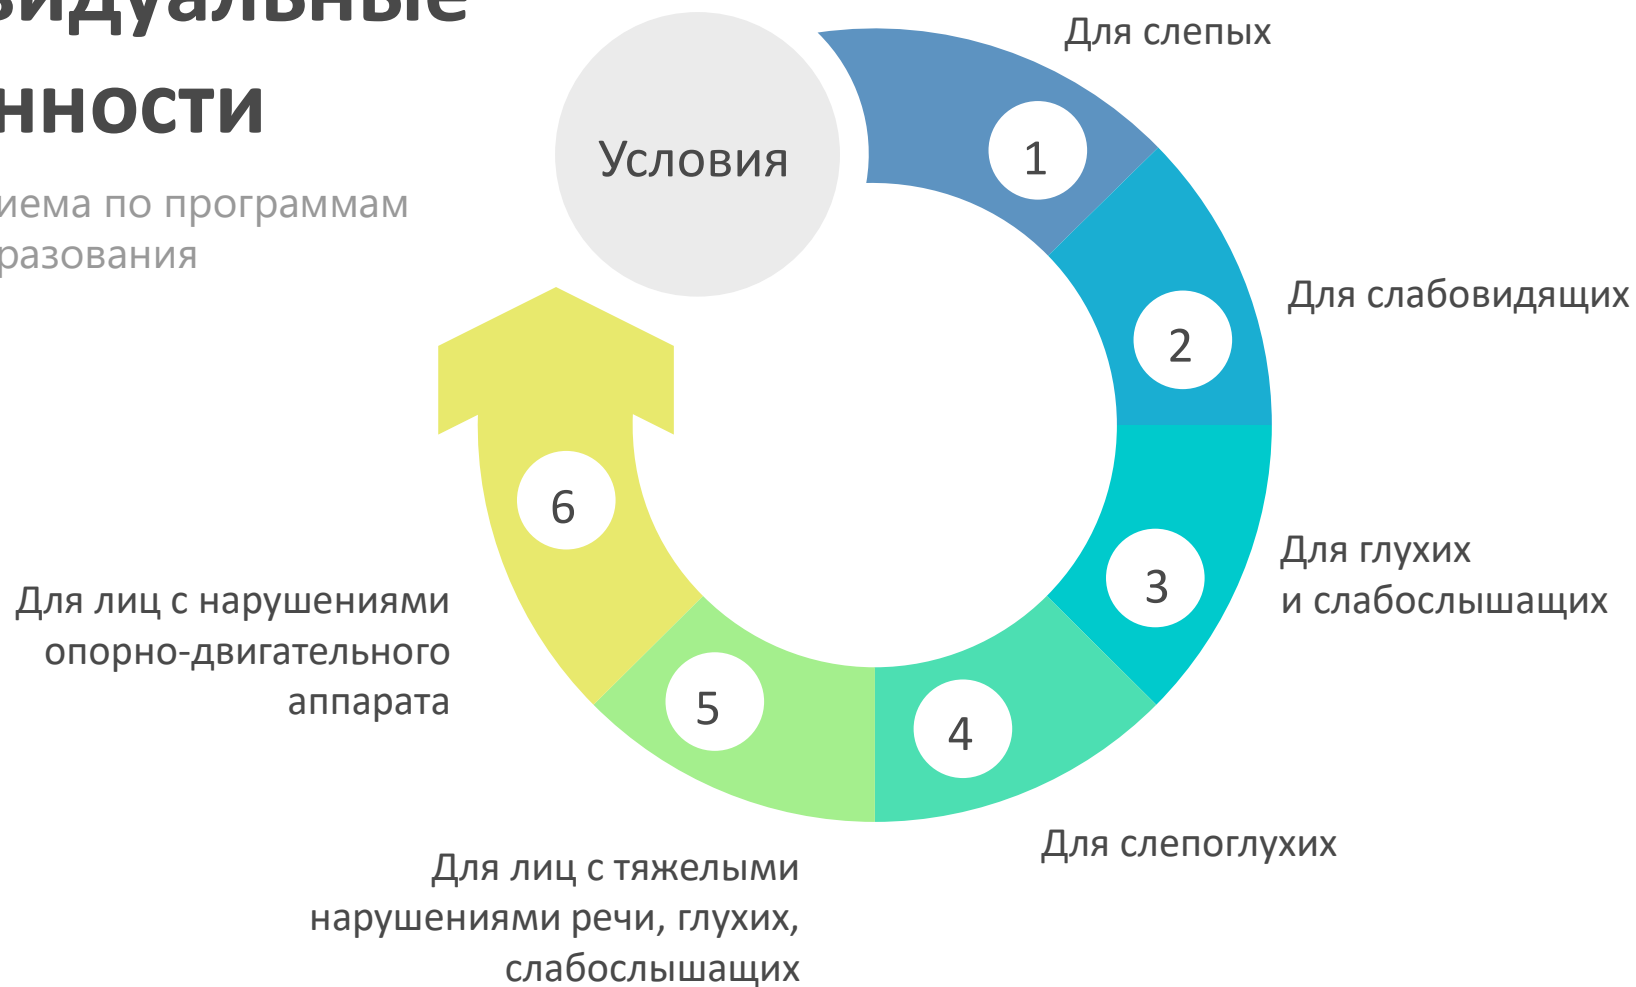 видуальные
нности
иема по программам
разования
Условия
Для слепых
1
Для слабовидящих
2
Для глухих
и слабослышащих
3
Для слепоглухих
4
Для лиц с тяжелыми
нарушениями речи, глухих,
слабослышащих
5
Для лиц с нарушениями
опорно-двигательного
аппарата
6